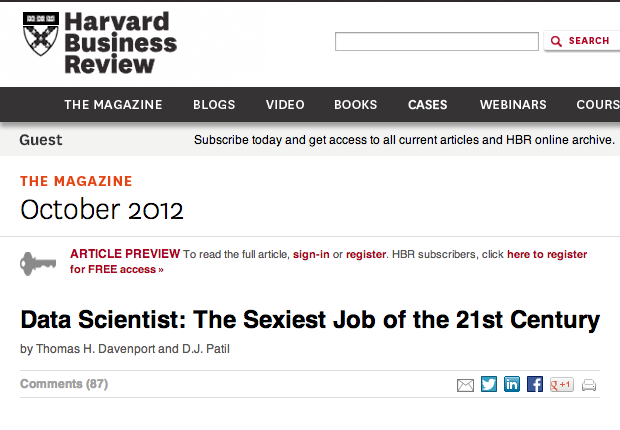 Harvard
Business
Review
SEARCH
THE MAGAZINE BLOGS VIDEO BOOKS CASES WEBINARS COURS
Guest Subscribe today and get access to all current articles and HBR online archive.
THE MAGAZINE
October 2012
ARTICLE PREVIEW To read the full article, sign-in or register. HBR subscribers, click here to register
for FREE access »
Data Scientist: The Sexiest Job of the 21st Century
by Thomas H. Davenport and D.J. Patil
Comments (87) in f g +1